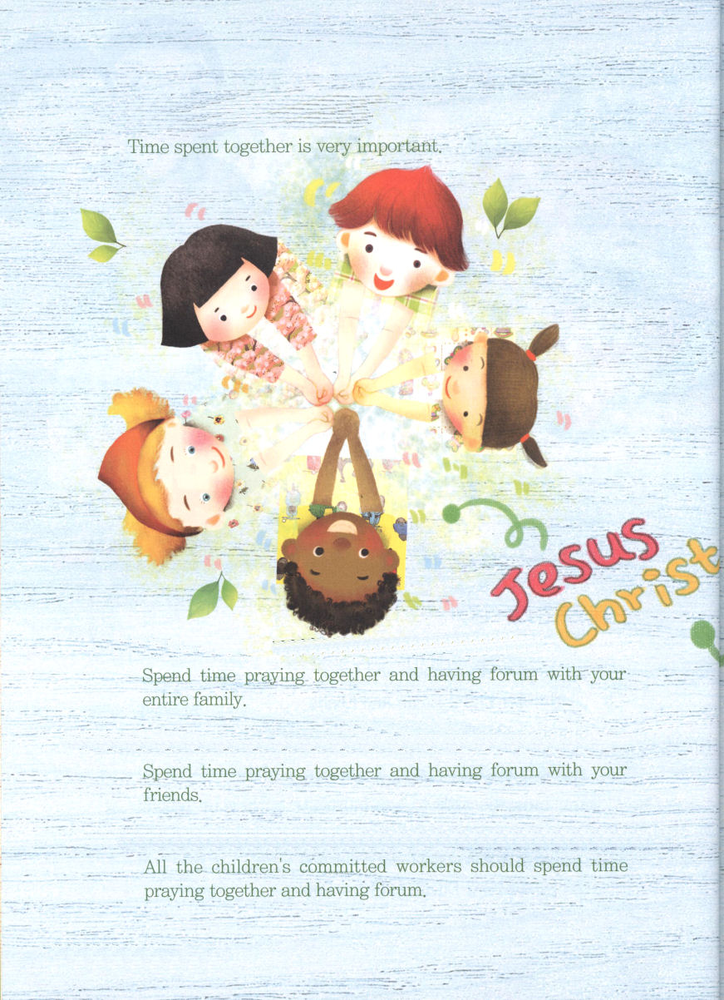 Time spent together is very important.
Jesus
Christ
Spend time praying together and having forum with your
entire family.
Spend time praying together and having forum with your
friends.
All the children's committed workers should spend time
praying together and having forum.